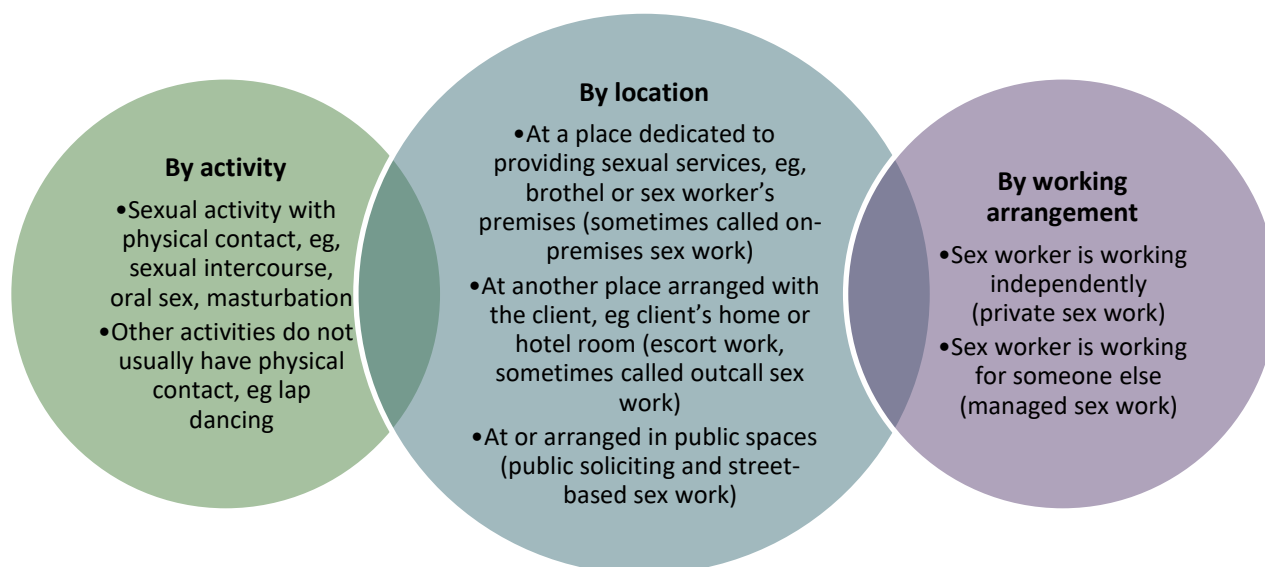 By activity
•Sexual activity with
physical contact, eg,
sexual intercourse,
oral sex, masturbation
•Other activities do not
usually have physical
contact, eg lap
dancing
By location
•At a place dedicated to
providing sexual services, eg,
brothel or sex worker’s
premises (sometimes called on-
premises sex work)
•At another place arranged with
the client, eg client’s home or
hotel room (escort work,
sometimes called outcall sex
work)
•At or arranged in public spaces
(public soliciting and street-
based sex work)
By working
arrangement
•Sex worker is working
independently
(private sex work)
•Sex worker is working
for someone else
(managed sex work)